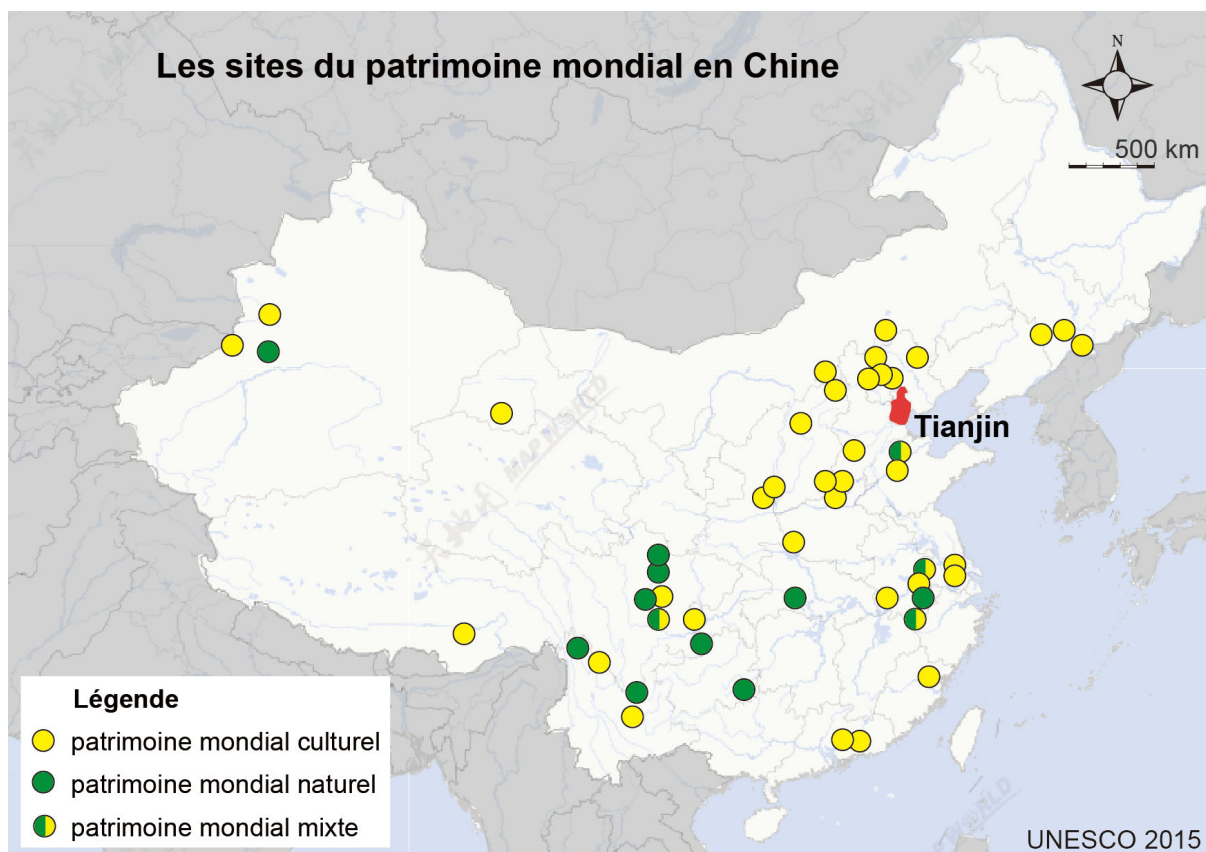 Les sites du patrimoine mondial en Chine
N
500 km
Tianjin
Légende
patrimoine mondial culturel
patrimoine mondial naturel
patrimoine mondial mixte
UNESCO 2015